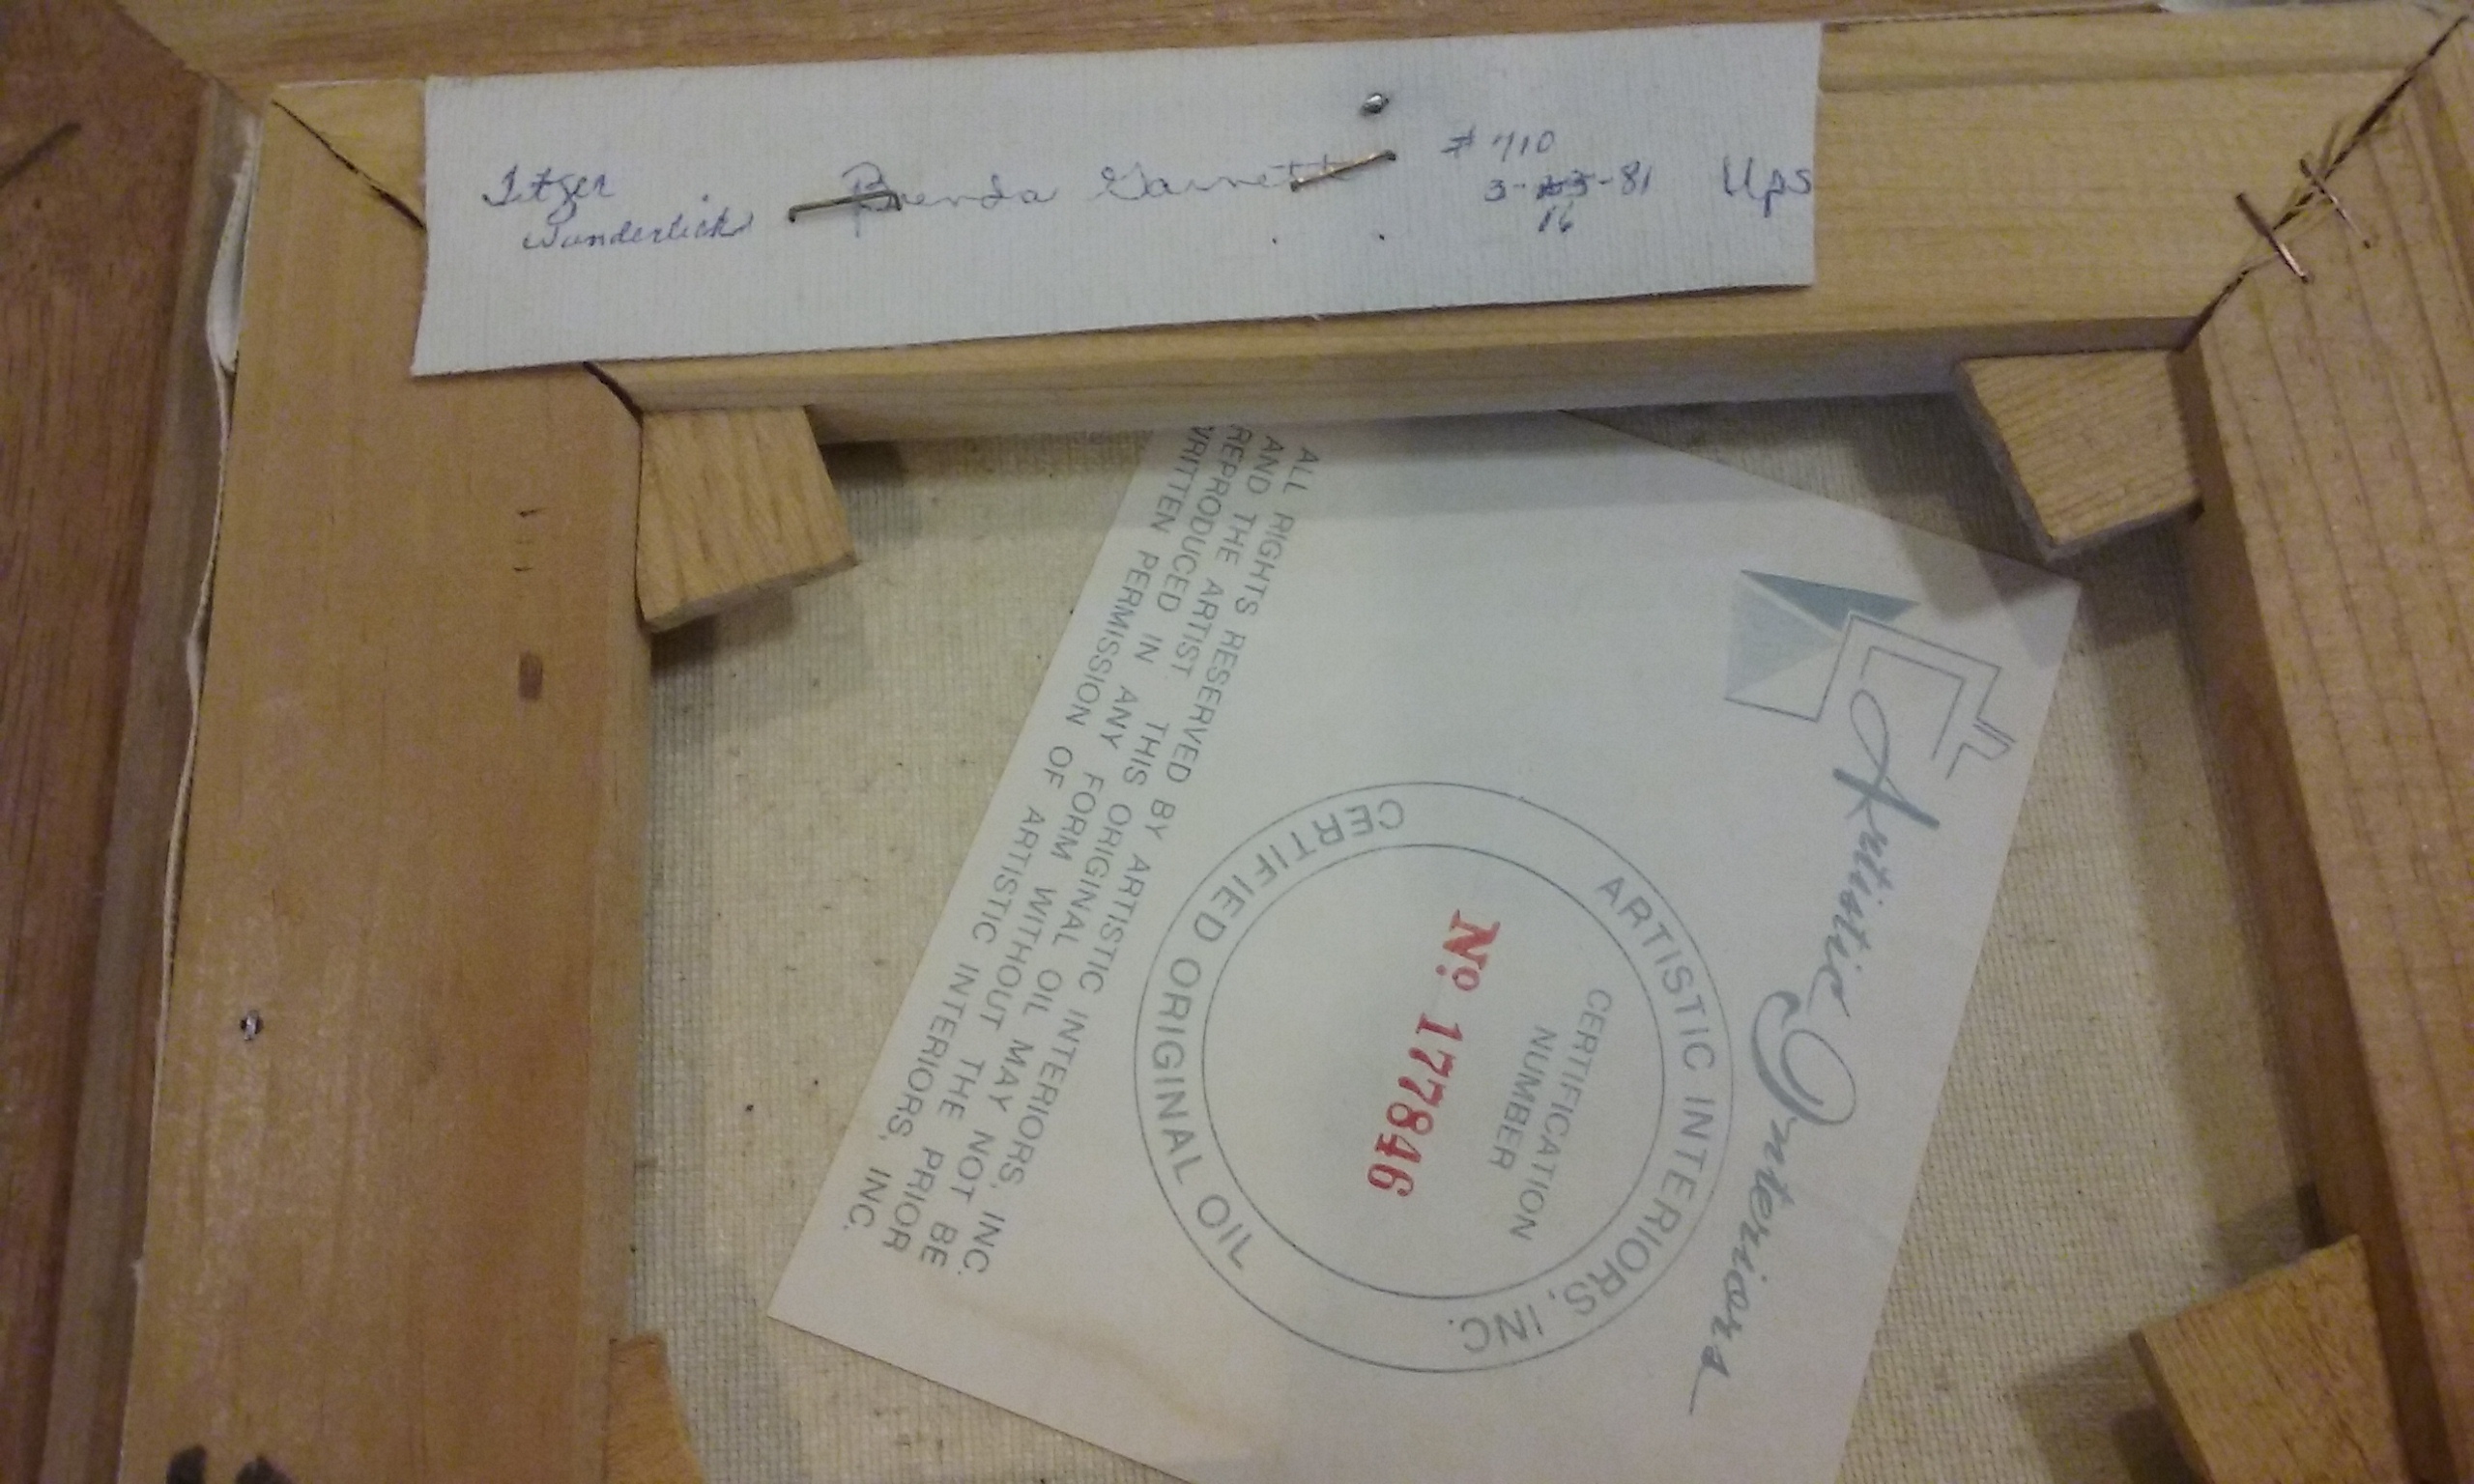 Wunderlich
Brenda Garnett
# 710
3-23-81
16
Ups
Artistic Interiors
ARTISTIC INTERIORS, INC.
CERTIFICATION
NUMBER
Nº 177846
CERTIFIED ORIGINAL OIL
ALL RIGHTS RESERVED BY ARTISTIC INTERIORS, INC.
AND THE ARTIST. THIS ORIGINAL OIL MAY NOT BE
REPRODUCED IN ANY FORM WITHOUT THE PRIOR
WRITTEN PERMISSION OF ARTISTIC INTERIORS, INC.